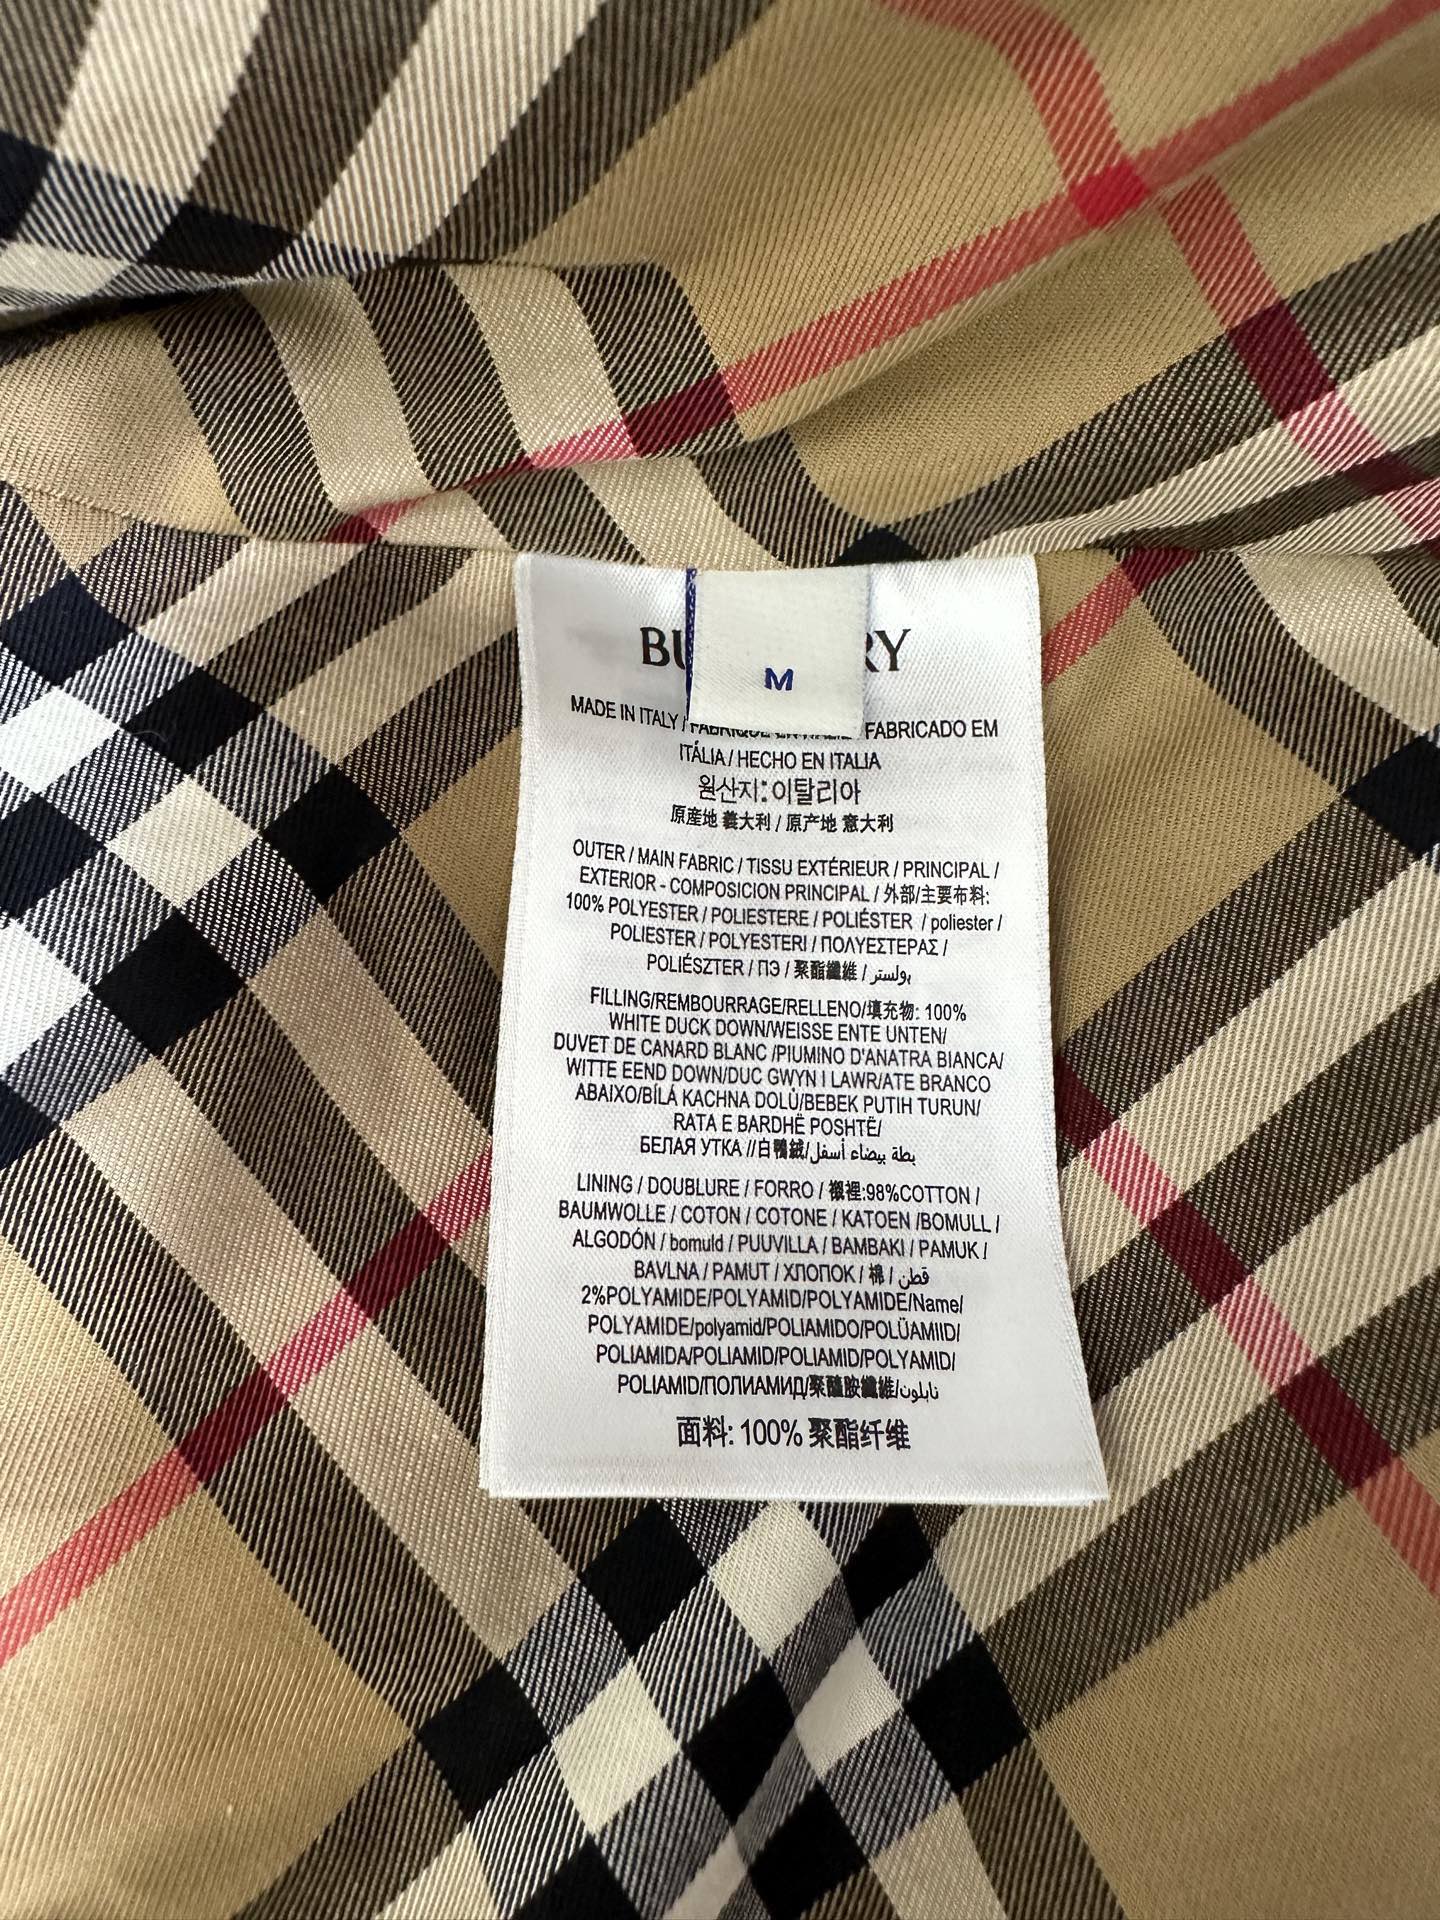 BU RY
M
MADE IN ITALY / FABRIQUÉ EN ITALIE / FABRICADO EM
ITÁLIA / HECHO EN ITALIA
원산지: 이탈리아
原産地 義大利 / 原产地 意大利
OUTER / MAIN FABRIC / TISSU EXTÉRIEUR / PRINCIPAL /
EXTERIOR - COMPOSICION PRINCIPAL / 外部/主要布料:
100% POLYESTER / POLIESTERE / POLIÉSTER / poliester /
POLIESTER / POLYESTERI / ΠΟΛΥΕΣΤΕΡΑΣ /
POLIÉSZTER / ПЭ / 聚酯纖維 / بولستر
FILLING/REMBOURRAGE/RELLENO/填充物: 100%
WHITE DUCK DOWN/WEISSE ENTE UNTEN/
DUVET DE CANARD BLANC /PIUMINO D'ANATRA BIANCA/
WITTE EEND DOWN/DUC GWYN I LAWR/ATE BRANCO
ABAIXO/BÍLÁ KACHNA DOLŮ/BEBEK PUTIH TURUN/
RATA E BARDHË POSHTË/
БЕЛАЯ УТКА //白鴨絨/بطة بيضاء أسفل
LINING / DOUBLURE / FORRO / 襯裡:98%COTTON /
BAUMWOLLE / COTON / COTONE / KATOEN /BOMULL /
ALGODÓN / bomuld / PUUVILLA / BAMBAKI / PAMUK /
BAVLNA / PAMUT / ХЛОПОК / 棉 / قطن
2%POLYAMIDE/POLYAMID/POLYAMIDE/Name/
POLYAMIDE/polyamid/POLIAMIDO/POLÜAMIID/
POLIAMIDA/POLIAMID/POLIAMID/POLYAMID/
POLIAMID/ПОЛИАМИД/聚醯胺纖維/نايلون
面料: 100% 聚酯纤维